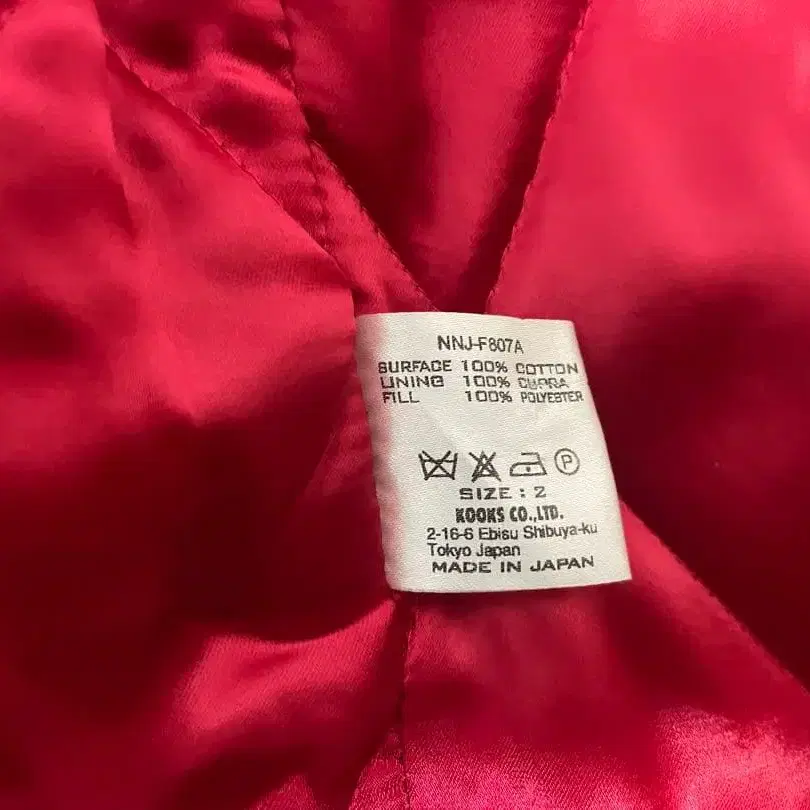 NNJ-F807A
SURFACE 100% COTTON
LINING 100% CUPRA
FILL 100% POLYESTER
P
SIZE : 2
KOOKS CO.,LTD.
2-16-6 Ebisu Shibuya-ku
Tokyo Japan
MADE IN JAPAN